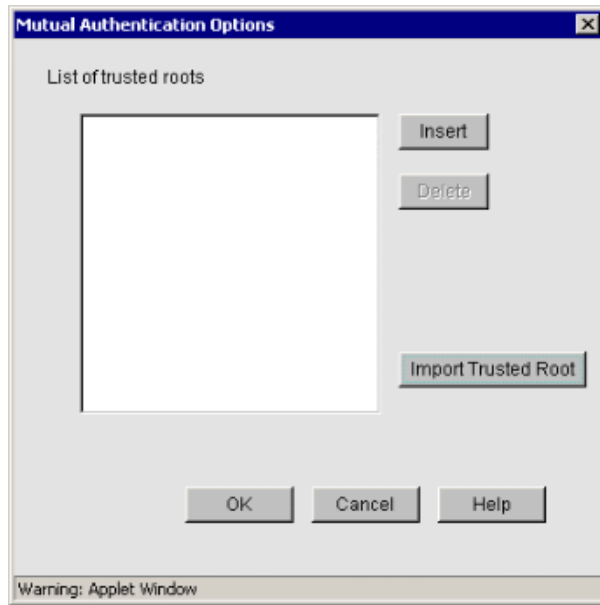 Mutual Authentication Options
List of trusted roots
Insert
Delete
Import Trusted Root
OK Cancel Help
Warning: Applet Window